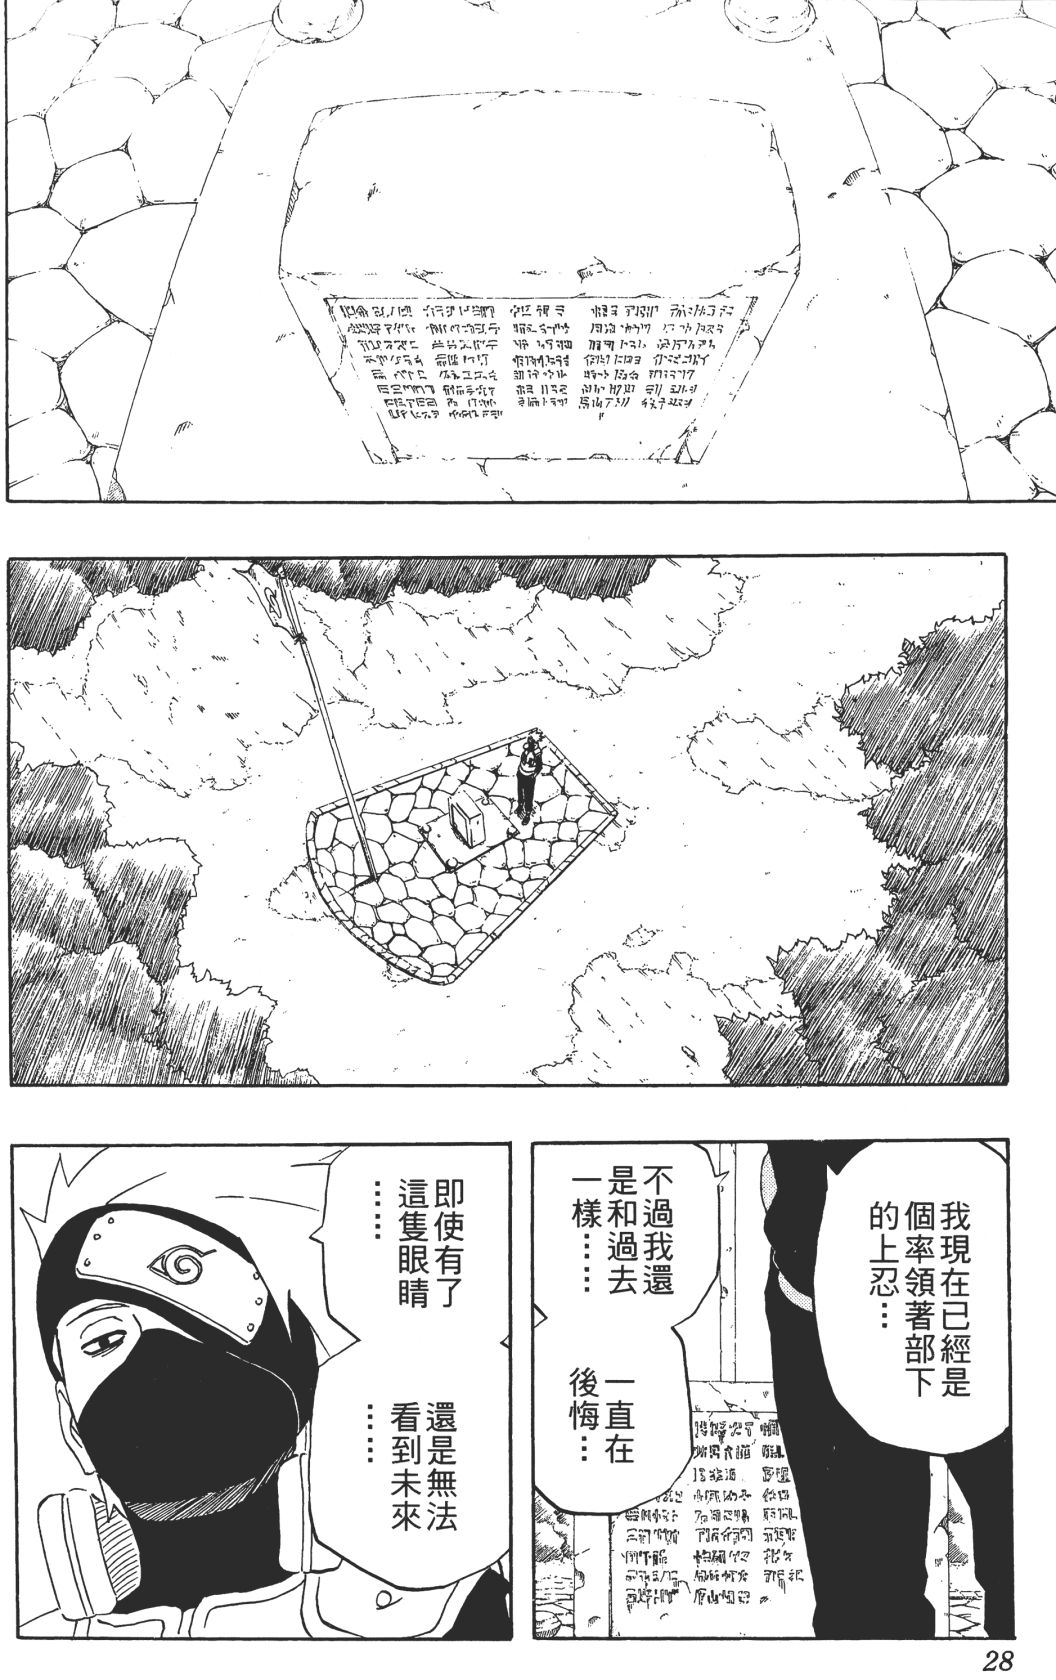 我現在已經是
個率領著部下
的上忍…
不過我還
是和過去
一樣……
一直在
後悔…
即使有了
這隻眼睛
……
還是無法
看到未來
……
28